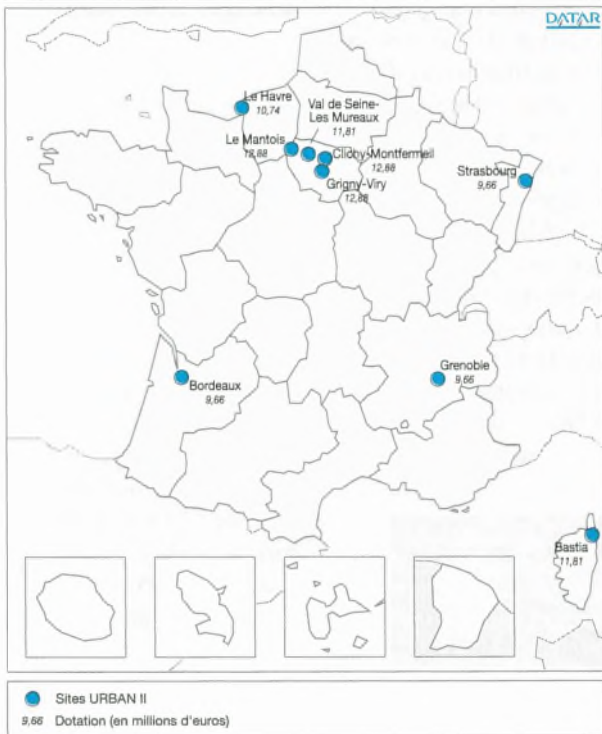 DATAR
Le Havre
10,74
Val de Seine-
Les Mureaux
11,81
Le Mantois
12,88
Clichy-Montfermeil
12,88
Grigny-Viry
12,88
Strasbourg
9,66
Bordeaux
9,66
Grenoble
9,66
Bastia
11,81
Sites URBAN II
9,66 Dotation (en millions d'euros)